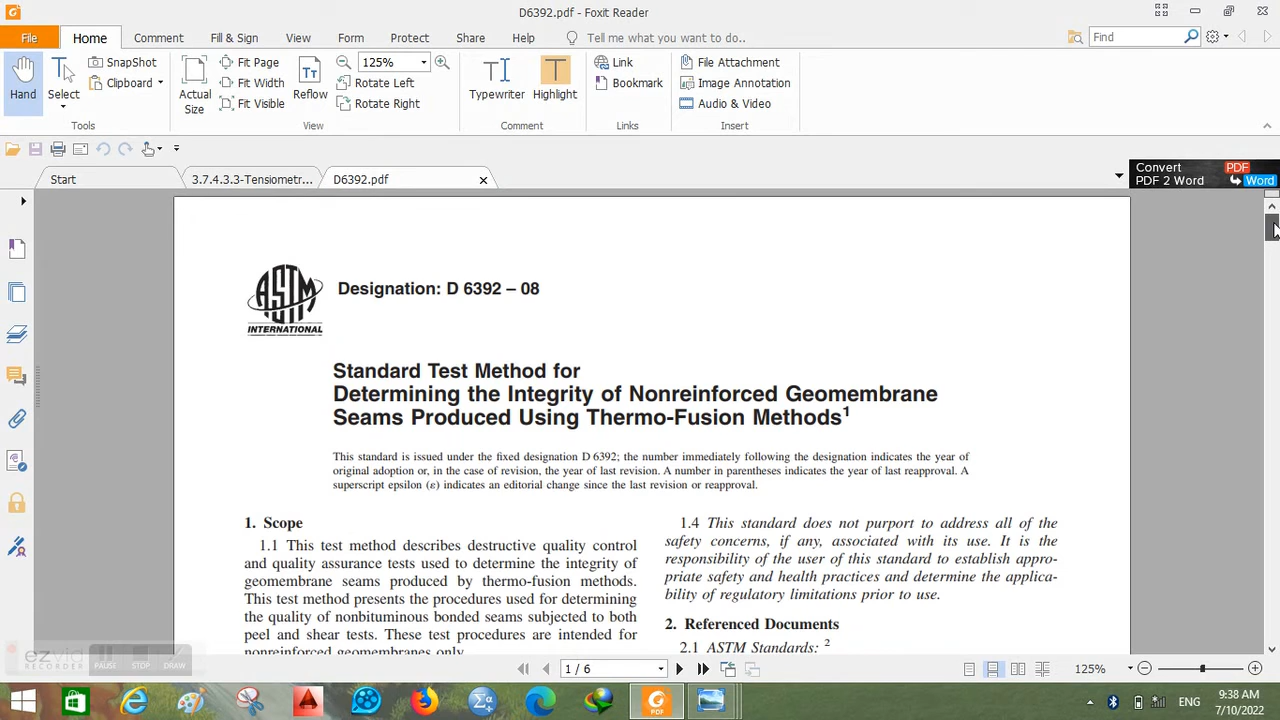 D6392.pdf - Foxit Reader
File Home Comment Fill & Sign View Form Protect Share Help Tell me what you want to do.. Find
Hand
Select
SnapShot
Clipboard
Tools
Actual
Size
Fit Page
Fit Width
Fit Visible
Reflow
125%
Rotate Left
Rotate Right
View
Typewriter
Highlight
Comment
Link
Bookmark
Links
File Attachment
Image Annotation
Audio & Video
Insert
Start 3.7.4.3.3-Tensiometr... D6392.pdf
Convert PDF
PDF 2 Word Word
ASTM
INTERNATIONAL
Designation: D 6392 – 08
Standard Test Method for
Determining the Integrity of Nonreinforced Geomembrane
Seams Produced Using Thermo-Fusion Methods1
This standard is issued under the fixed designation D 6392; the number immediately following the designation indicates the year of
original adoption or, in the case of revision, the year of last revision. A number in parentheses indicates the year of last reapproval. A
superscript epsilon (ε) indicates an editorial change since the last revision or reapproval.
1. Scope
1.1 This test method describes destructive quality control
and quality assurance tests used to determine the integrity of
geomembrane seams produced by thermo-fusion methods.
This test method presents the procedures used for determining
the quality of nonbituminous bonded seams subjected to both
peel and shear tests. These test procedures are intended for
nonreinforced geomembranes only.
1.4 This standard does not purport to address all of the
safety concerns, if any, associated with its use. It is the
responsibility of the user of this standard to establish appro-
priate safety and health practices and determine the applica-
bility of regulatory limitations prior to use.
2. Referenced Documents
2.1 ASTM Standards: 2
ezvid
RECORDER
PAUSE STOP DRAW
1 / 6
125%
ENG
9:38 AM
7/10/2022